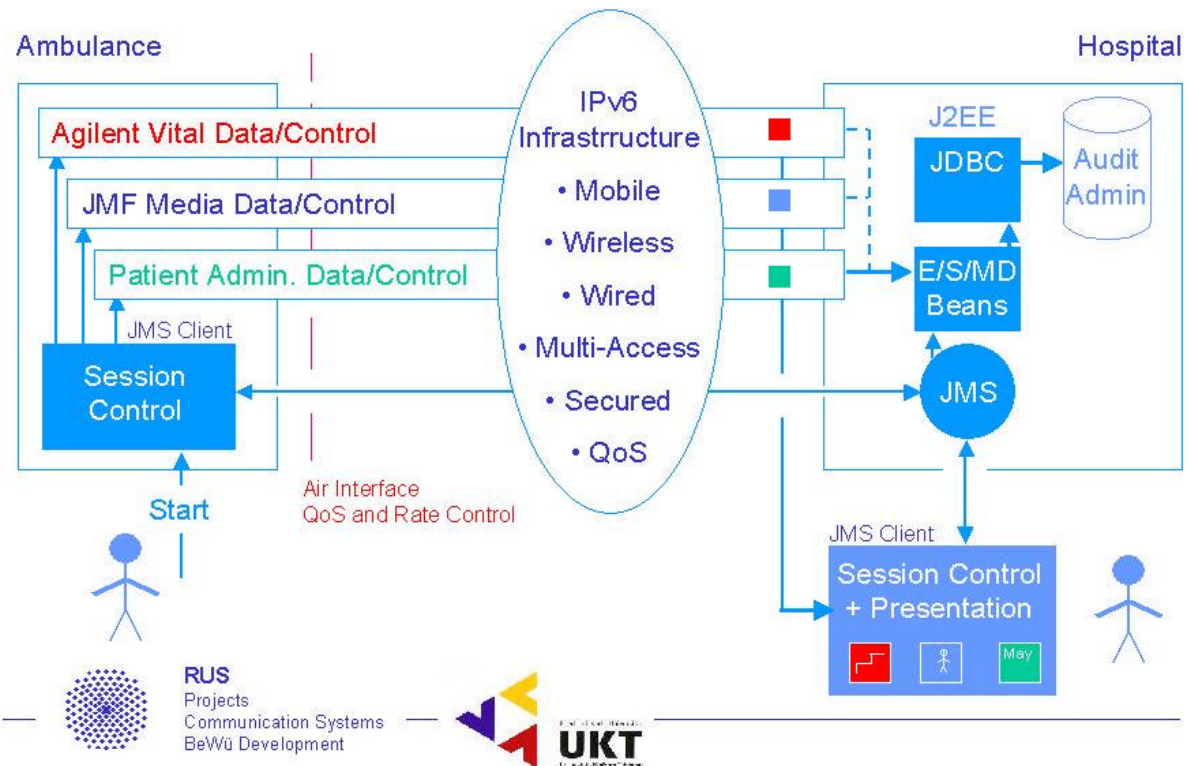 Ambulance
Hospital
Agilent Vital Data/Control
JMF Media Data/Control
Patient Admin. Data/Control
JMS Client
Session
Control
Start
Air Interface
QoS and Rate Control
IPv6
Infrastrructure
• Mobile
• Wireless
• Wired
• Multi-Access
• Secured
• QoS
J2EE
JDBC
Audit
Admin
E/S/MD
Beans
JMS
JMS Client
Session Control
+ Presentation
May
RUS
Projects
Communication Systems
BeWü Development
UKT